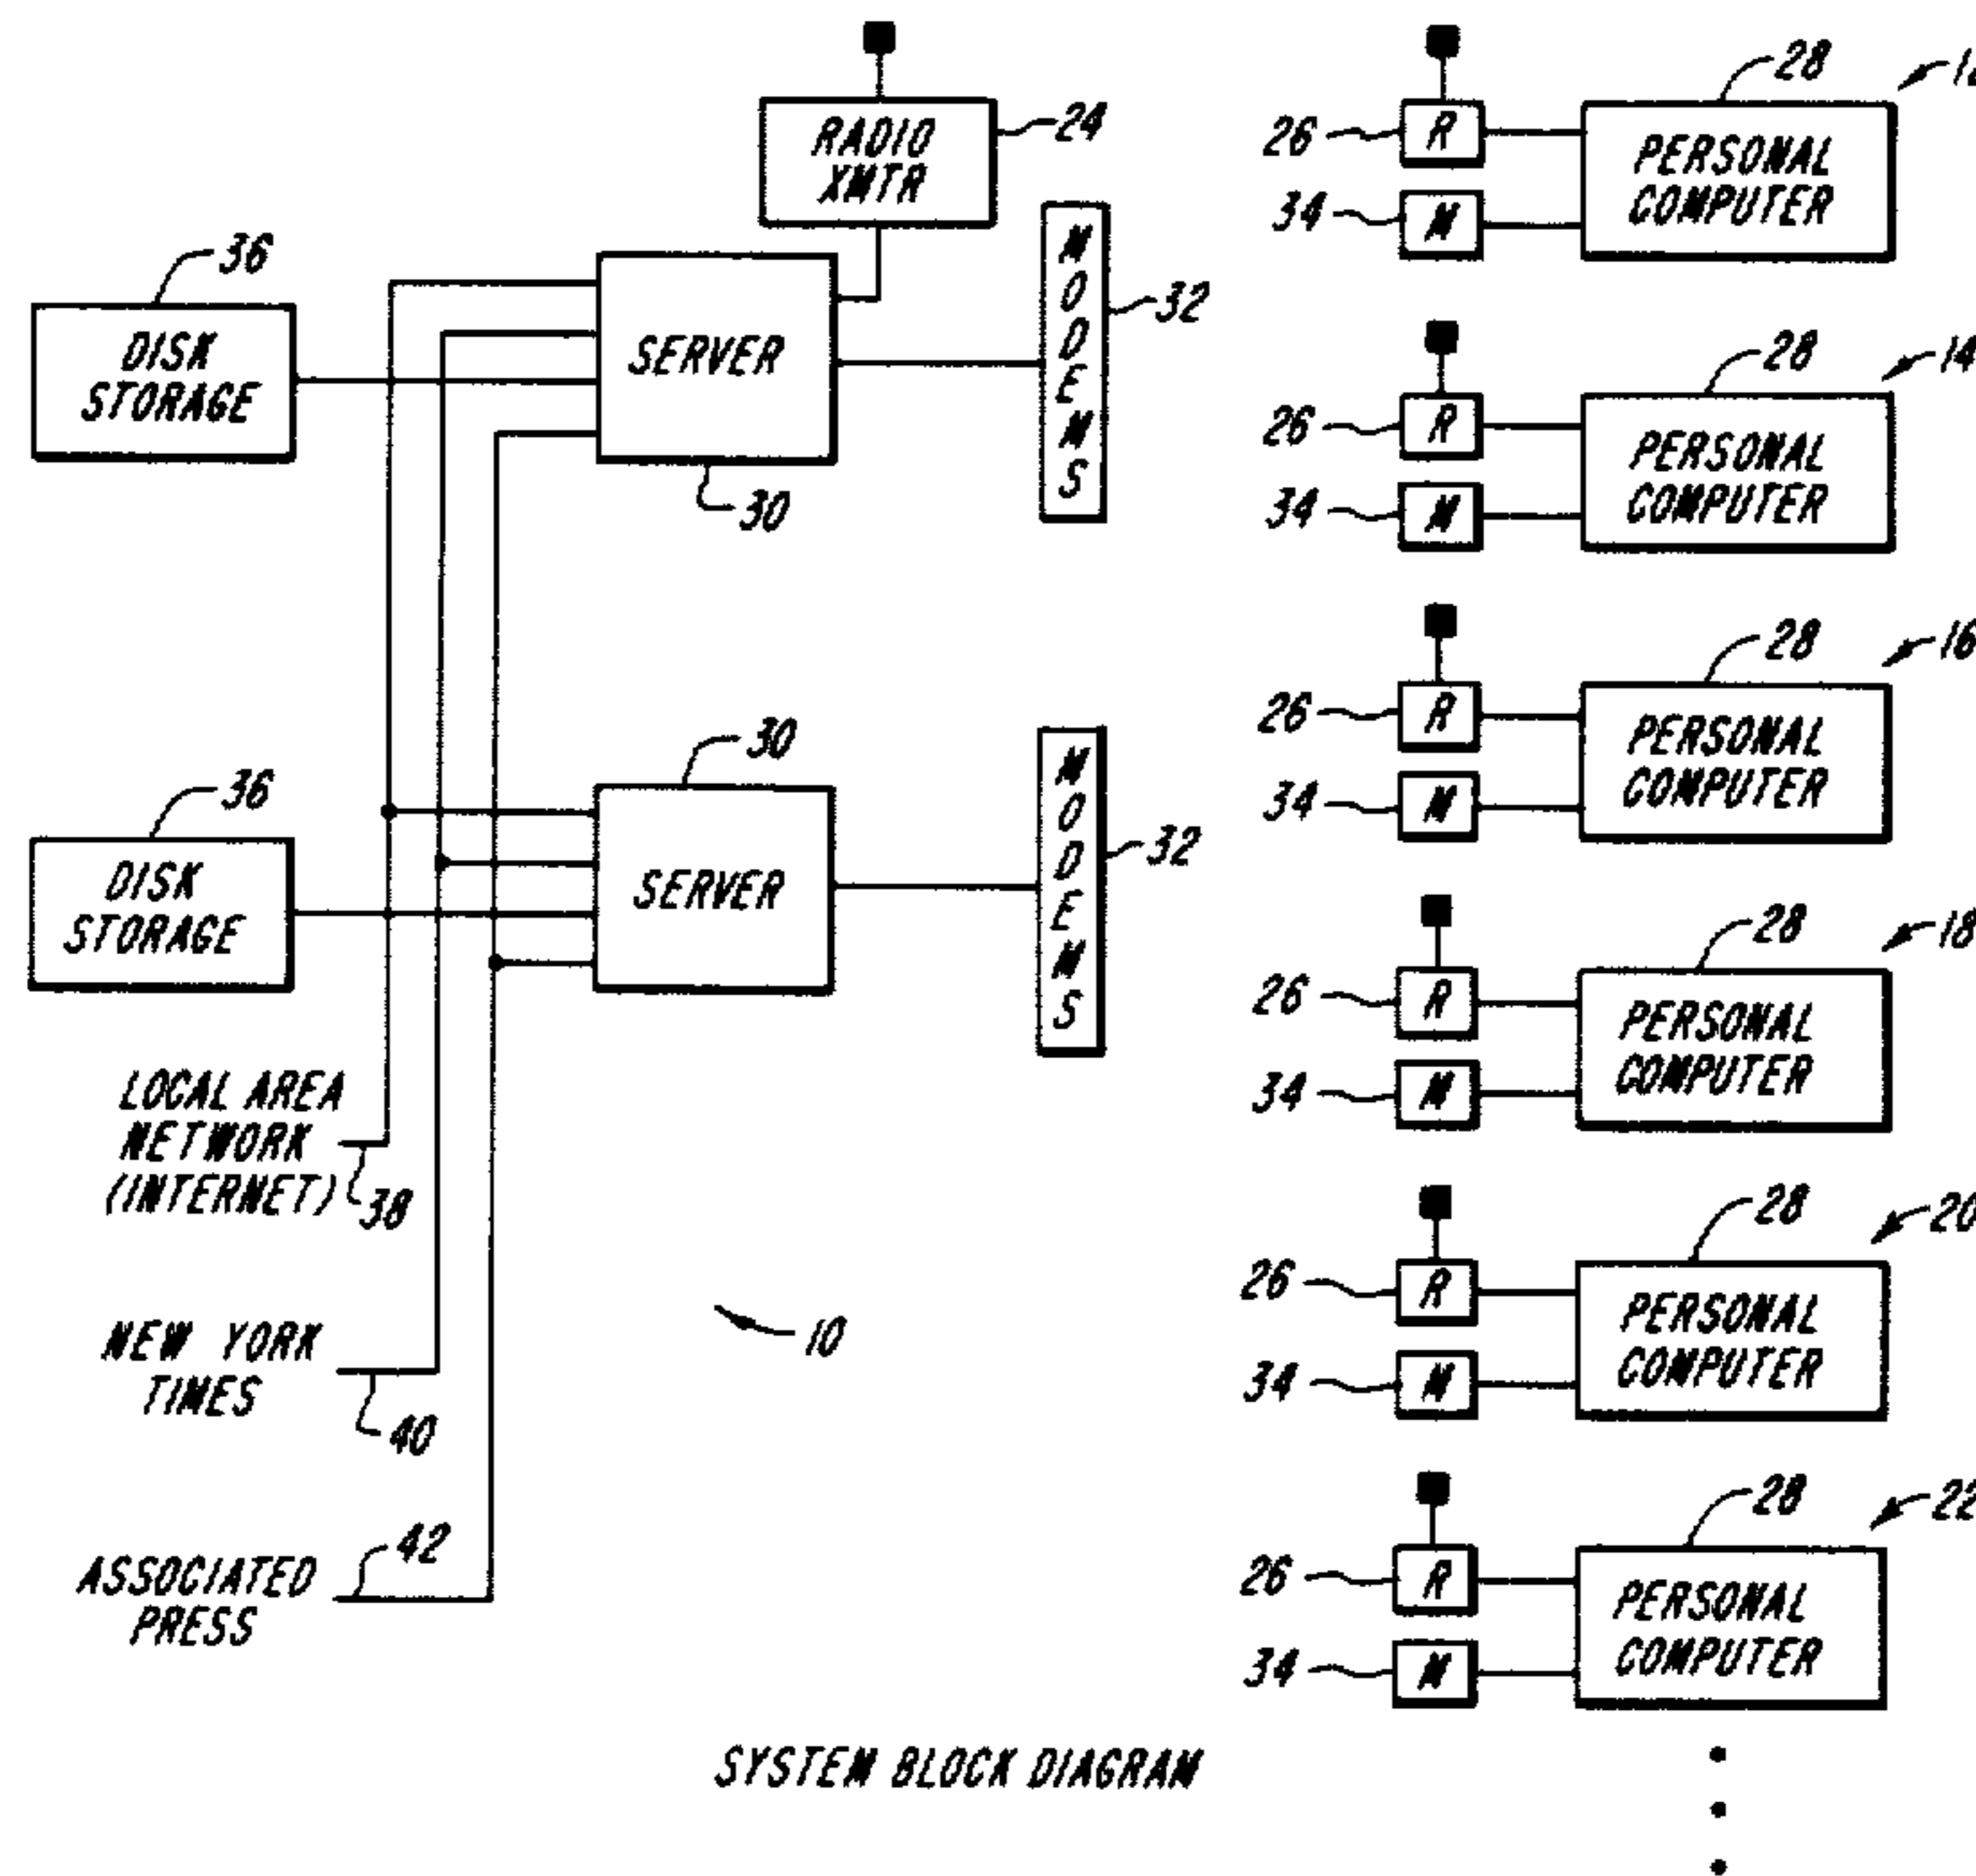 RADIO
XMTR
24
DISK
STORAGE
36
SERVER
30
MODEMS
32
DISK
STORAGE
36
SERVER
30
MODEMS
32
LOCAL AREA
NETWORK
(INTERNET)
38
NEW YORK
TIMES
40
ASSOCIATED
PRESS
42
10
26
R
34
M
PERSONAL
COMPUTER
28
26
R
34
M
PERSONAL
COMPUTER
28
14
26
R
34
M
PERSONAL
COMPUTER
28
16
26
R
34
M
PERSONAL
COMPUTER
28
18
26
R
34
M
PERSONAL
COMPUTER
28
20
26
R
34
M
PERSONAL
COMPUTER
28
22
SYSTEM BLOCK DIAGRAM